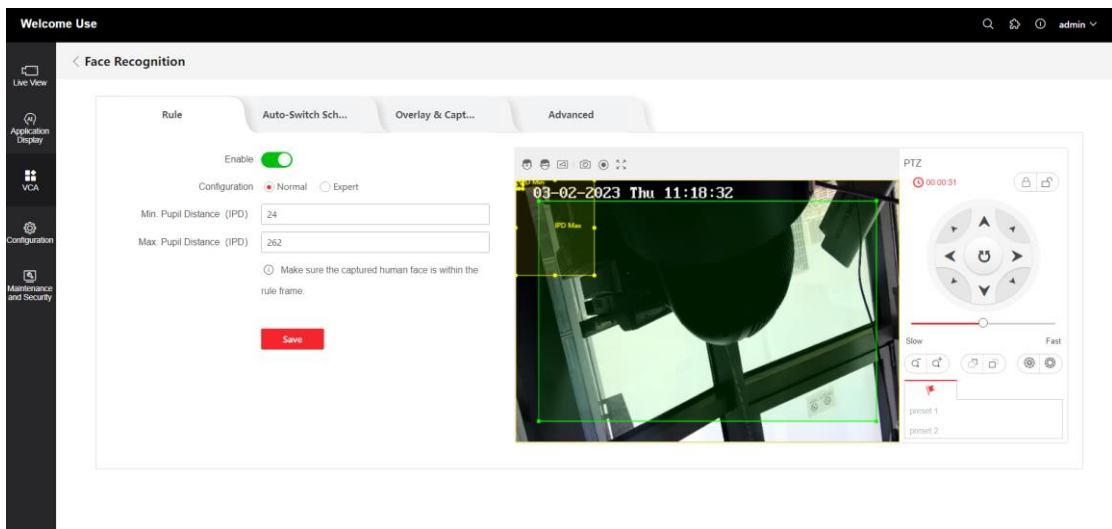 Welcome Use
admin
Live View
Application
Display
VCA
Configuration
Maintenance
and Security
Face Recognition
Rule
Auto-Switch Sch...
Overlay & Capt...
Advanced
Enable
Configuration
Normal
Expert
Min. Pupil Distance (IPD)
24
Max. Pupil Distance (IPD)
262
Make sure the captured human face is within the
rule frame.
Save
D Min
03-02-2023 Thu 11:18:32
IPD Max
PTZ
00:00:31
Slow
Fast
preset 1
preset 2